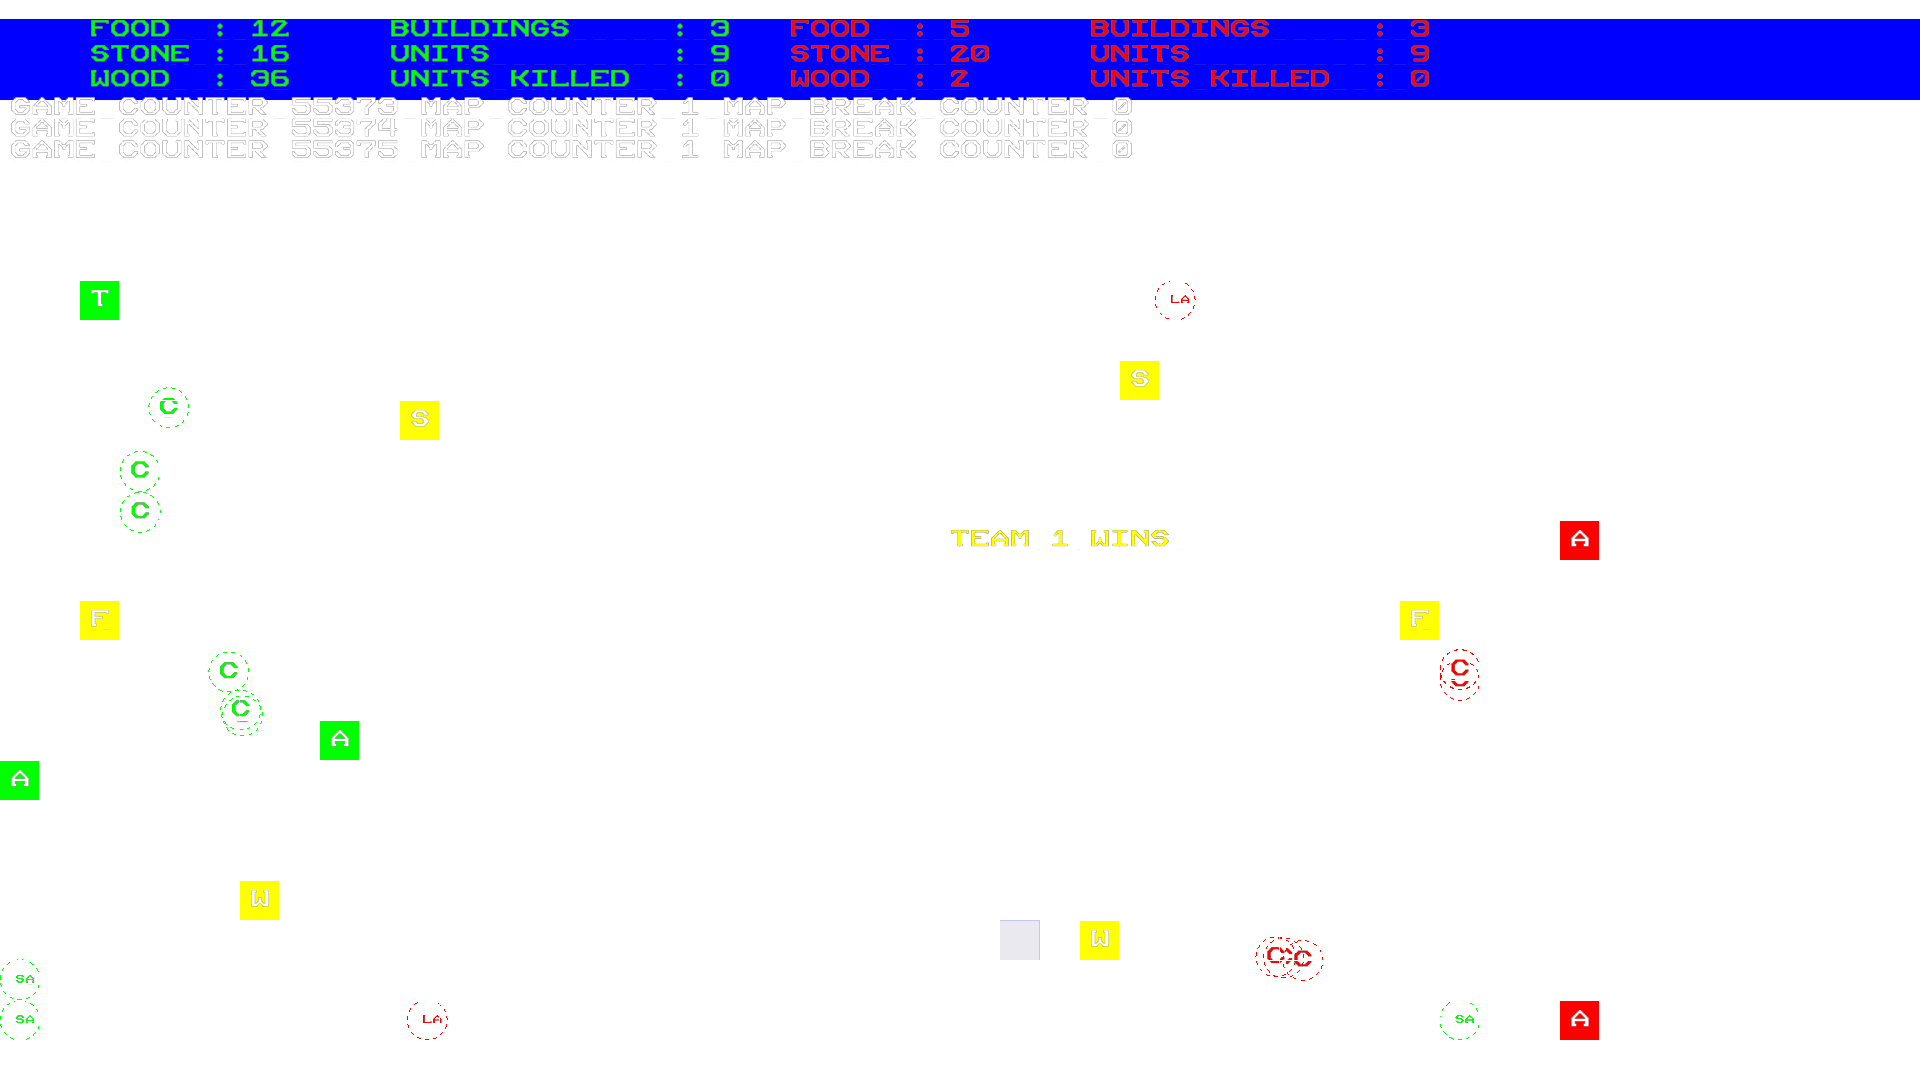 FOOD : 12 BUILDINGS : 3 FOOD : 5 BUILDINGS : 3
STONE : 16 UNITS : 9 STONE : 20 UNITS : 9
WOOD : 36 UNITS KILLED : 0 WOOD : 2 UNITS KILLED : 0
GAME COUNTER 55373 MAP COUNTER 1 MAP BREAK COUNTER 0
GAME COUNTER 55374 MAP COUNTER 1 MAP BREAK COUNTER 0
GAME COUNTER 55375 MAP COUNTER 1 MAP BREAK COUNTER 0
T LA
S
C S
C
C
TEAM 1 WINS A
F F
C C
C
C
A
A
W
W
C C
SA
SA LA SA A